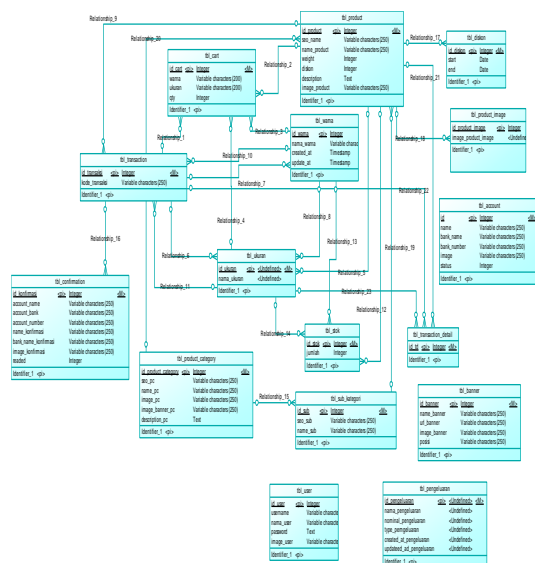 Relationship_9
Relationship_20
Relationship_17
Relationship_21
Relationship_2
tbl_product
id_product <pi> Integer <M>
seo_name Variable characters(250)
name_product Variable characters(250)
weight Integer
diskon Integer
description Text
image_product Variable characters(250)
Identifier_1 <pi>
tbl_diskon
id_diskon <pi> Integer <M>
start Date
end Date
Identifier_1 <pi>
tbl_cart
id_cart <pi> Integer <M>
warna Variable characters(200)
ukuran Variable characters(200)
qty Integer
Identifier_1 <pi>
tbl_product_image
id_product_image <pi> Integer
image_product_image <Undefine
Identifier_1 <pi>
tbl_warna
id_warna <pi> Integer <M>
nama_warna Variable charac
created_at Timestamp
update_at Timestamp
Identifier_1 <pi>
Relationship_1
Relationship_10
Relationship_7
tbl_transaction
id_transaksi <pi> Integer <M>
kode_transaksi Variable characters(250)
Identifier_1 <pi>
tbl_account
id <pi> Integer <M>
name Variable characters(250)
bank_name Variable characters(250)
bank_number Variable characters(250)
image Variable characters(250)
status Integer
Identifier_1 <pi>
Relationship_4
Relationship_8
Relationship_13
Relationship_16
Relationship_19
Relationship_6
Relationship_11
tbl_ukuran
id_ukuran <pi> <Undefined> <M>
nama_ukuran <Undefined>
Identifier_1 <pi>
Relationship_23
Relationship_12
Relationship_14
tbl_confirmation
id_konfirmasi <pi> Integer <M>
account_name Variable characters(250)
account_bank Variable characters(250)
account_number Variable characters(250)
name_konfirmasi Variable characters(250)
bank_name_konfirmasi Variable characters(250)
image_konfirmasi Variable characters(250)
readed Integer
Identifier_1 <pi>
tbl_stok
id_stok <pi> Integer <M>
jumlah Integer
Identifier_1 <pi>
tbl_transaction_detail
id_td <pi> Integer <M>
Identifier_1 <pi>
tbl_product_category
id_product_category <pi> Integer <M>
seo_pc Variable characters(250)
name_pc Variable characters(250)
image_pc Variable characters(250)
image_banner_pc Variable characters(250)
description_pc Text
Identifier_1 <pi>
Relationship_15
tbl_sub_kategori
id_sub <pi> Integer <M>
seo_sub Variable characters(250)
name_sub Variable characters(250)
Identifier_1 <pi>
tbl_banner
id_banner <pi> Integer <M>
name_banner Variable characters(250)
url_banner Variable characters(250)
image_banner Variable characters(250)
posisi Variable characters(250)
Identifier_1 <pi>
tbl_user
id_user <pi> Integer
username Variable characte
name_user Variable characte
password Text
image_user Variable characte
Identifier_1 <pi>
tbl_pengeluaran
id_pengeluaran <pi> <Undefined> <M>
nama_pengeluaran <Undefined>
nominal_pengeluaran <Undefined>
type_pemgeluaran <Undefined>
created_at_pengeluaran <Undefined>
updateed_ad_pengeluaran <Undefined>
Identifier_1 <pi>